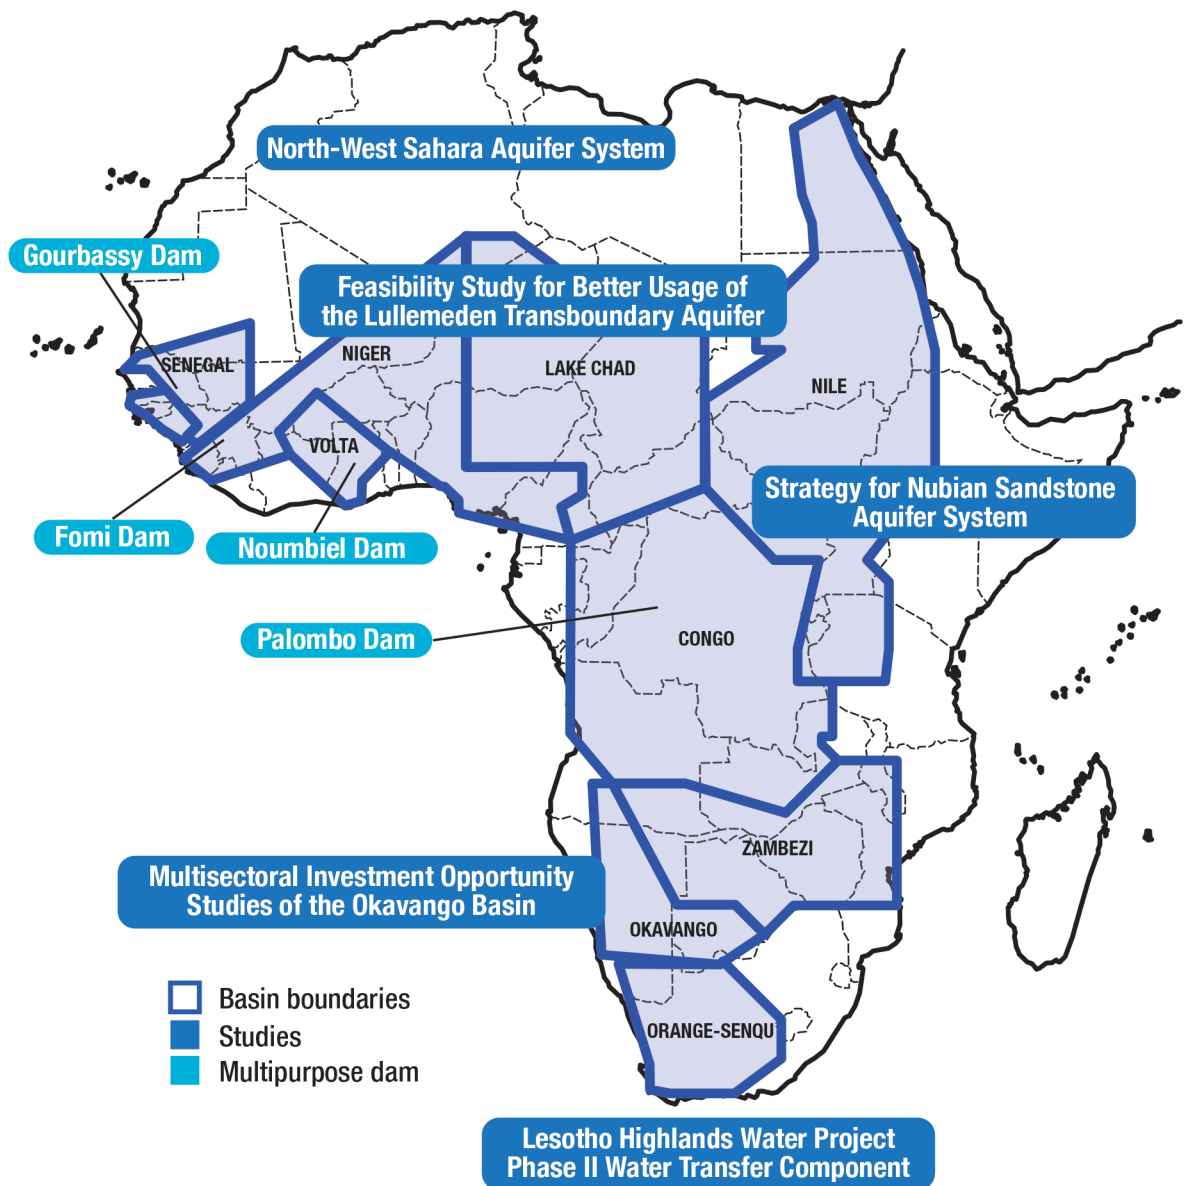 North-West Sahara Aquifer System
Gourbassy Dam
Feasibility Study for Better Usage of
the Lullemeden Transboundary Aquifer
SENEGAL
NIGER
LAKE CHAD
NILE
VOLTA
Strategy for Nubian Sandstone
Aquifer System
Fomi Dam
Noumbiel Dam
Palombo Dam
CONGO
ZAMBEZI
Multisectoral Investment Opportunity
Studies of the Okavango Basin
OKAVANGO
ORANGE-SENQU
Basin boundaries
Studies
Multipurpose dam
Lesotho Highlands Water Project
Phase II Water Transfer Component